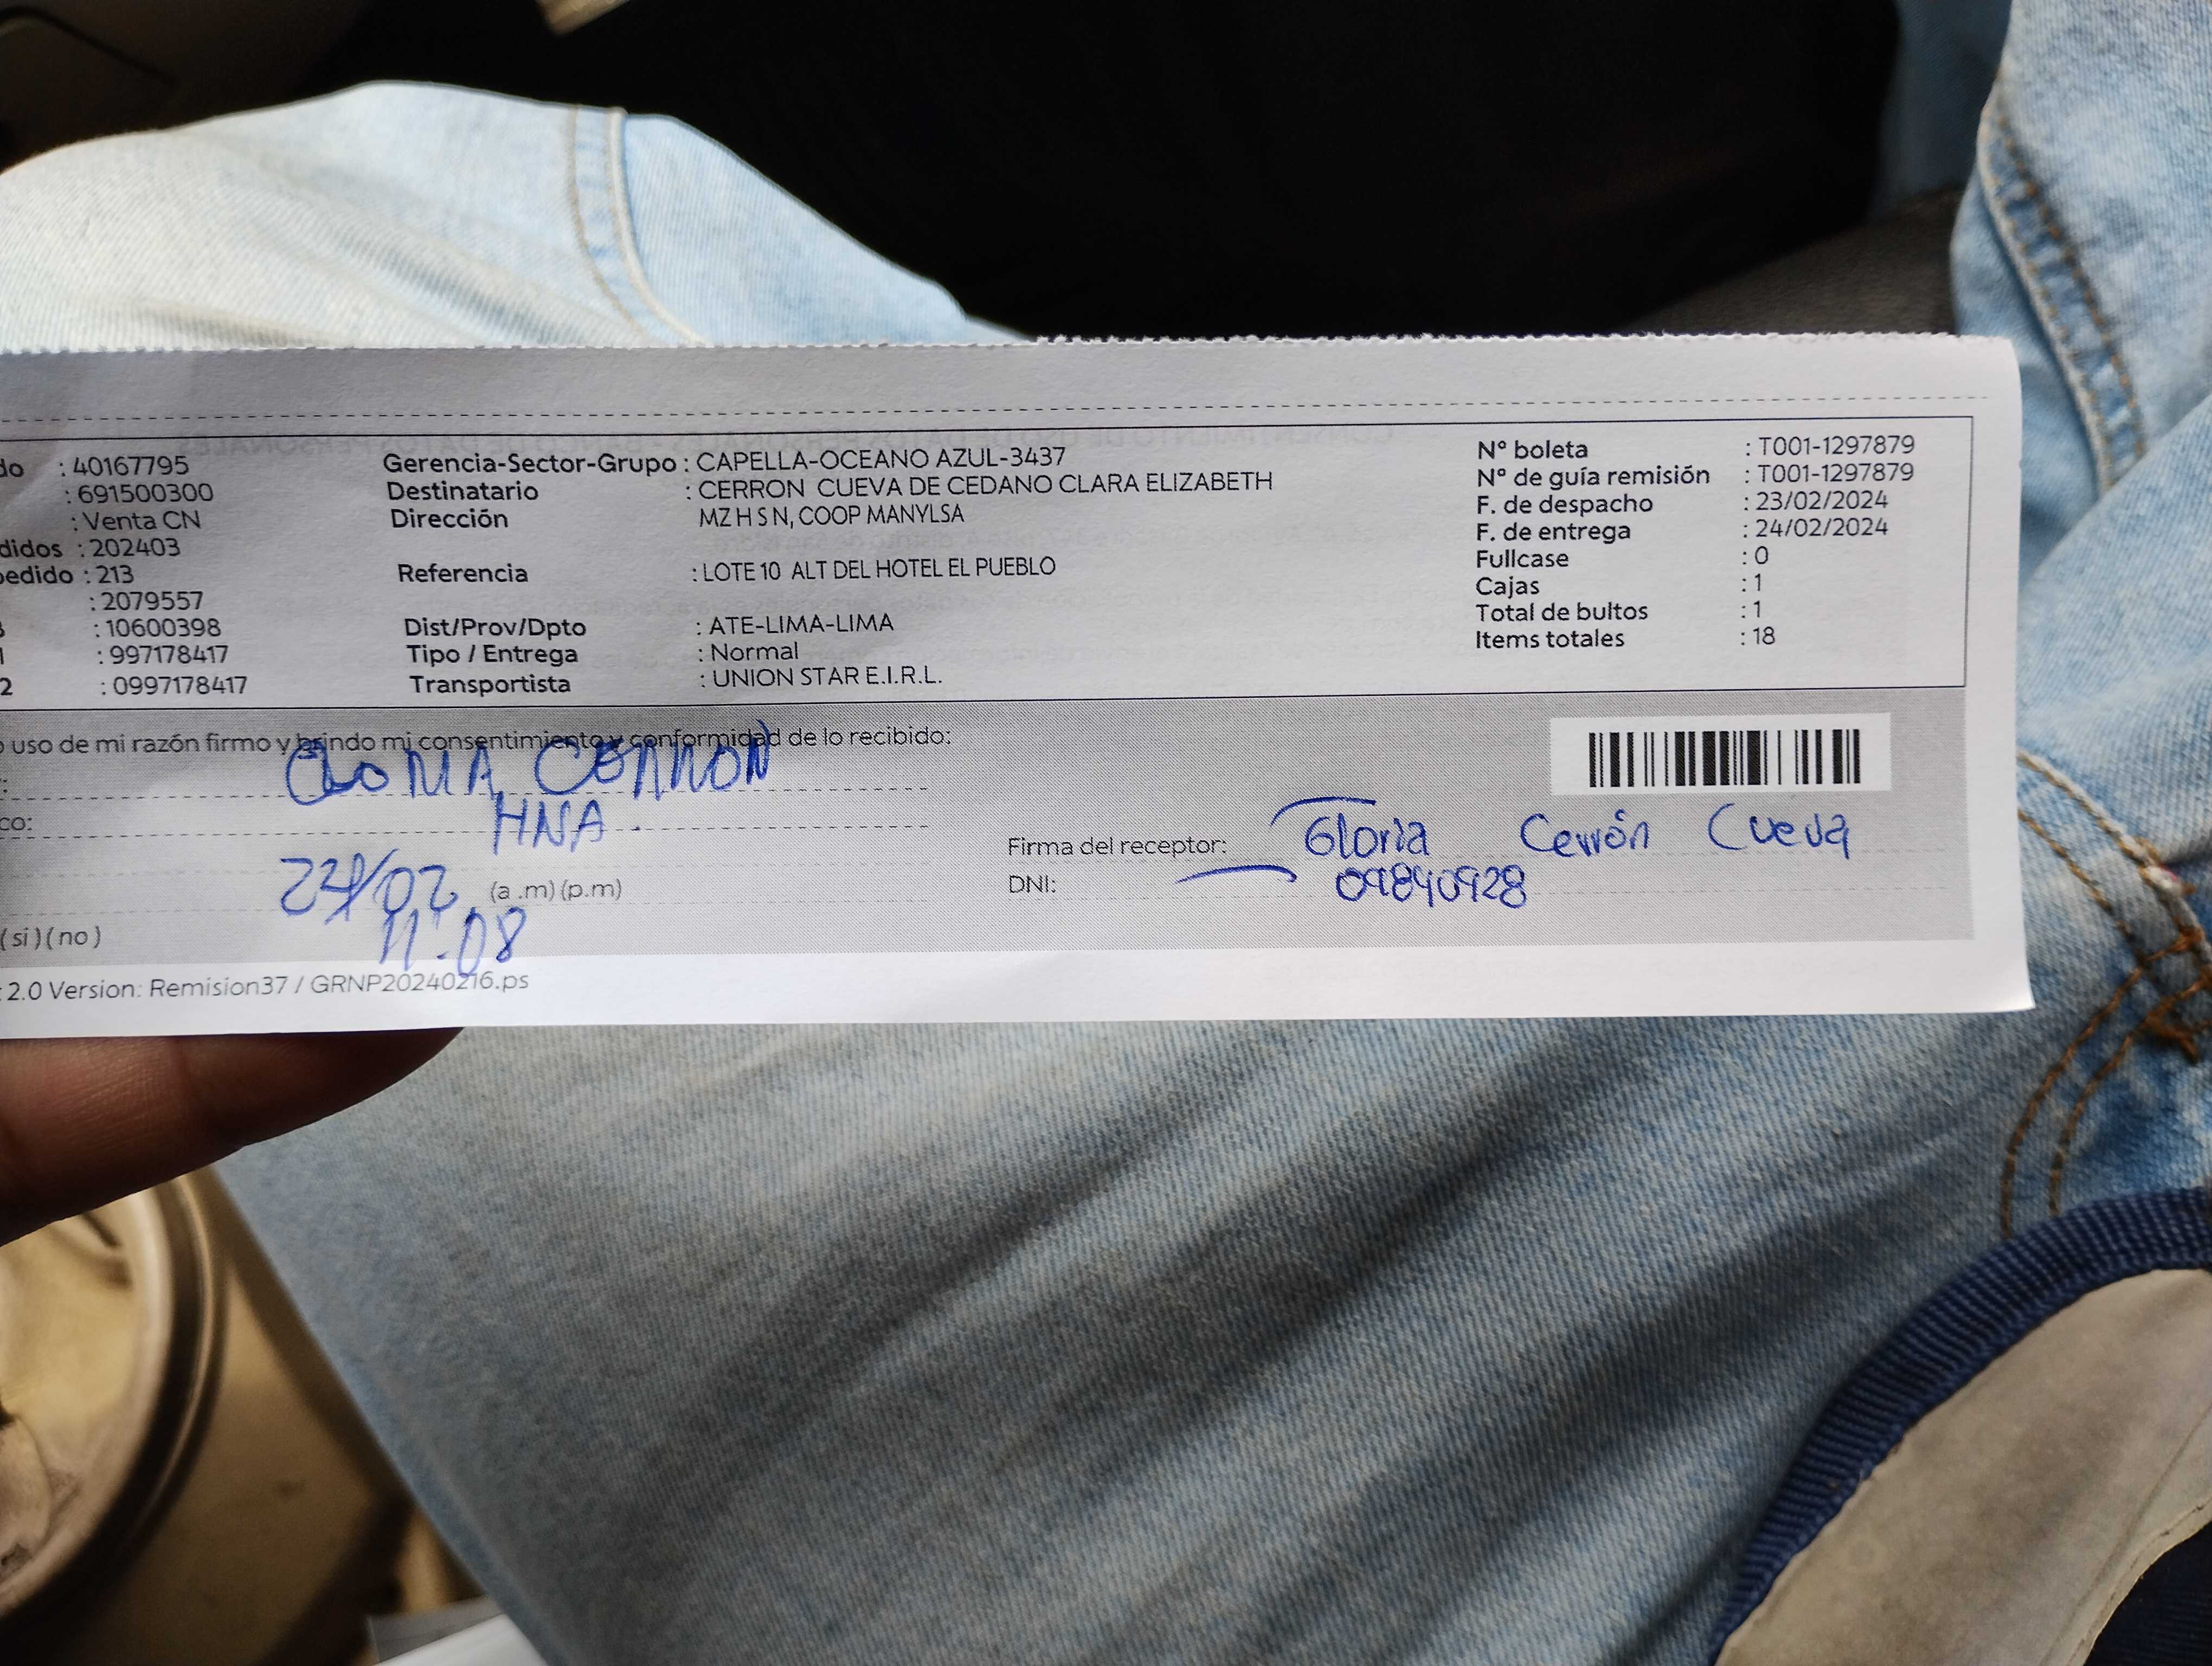 do : 40167795 Gerencia-Sector-Grupo : CAPELLA-OCEANO AZUL-3437 Nº boleta : T001-1297879
: 691500300 Destinatario : CERRON CUEVA DE CEDANO CLARA ELIZABETH Nº de guía remisión : T001-1297879
: Venta CN Dirección MZ H S N, COOP MANYLSA F. de despacho : 23/02/2024
didos : 202403 F. de entrega : 24/02/2024
pedido : 213 Referencia : LOTE 10 ALT DEL HOTEL EL PUEBLO Fullcase : 0
: 2079557 Cajas : 1
: 10600398 Dist/Prov/Dpto : ATE-LIMA-LIMA Total de bultos : 1
1 : 997178417 Tipo / Entrega : Normal Items totales : 18
2 : 0997178417 Transportista : UNION STAR E.I.R.L.
o uso de mi razón firmo y brindo mi consentimiento y conformidad de lo recibido:
: CERRON
co: HNA.
Firma del receptor: Gloria Cerrón Cueva
(a .m) (p.m) DNI: 09840928
11:08
( si ) ( no )
: 2.0 Version: Remision37 / GRNP20240216.ps